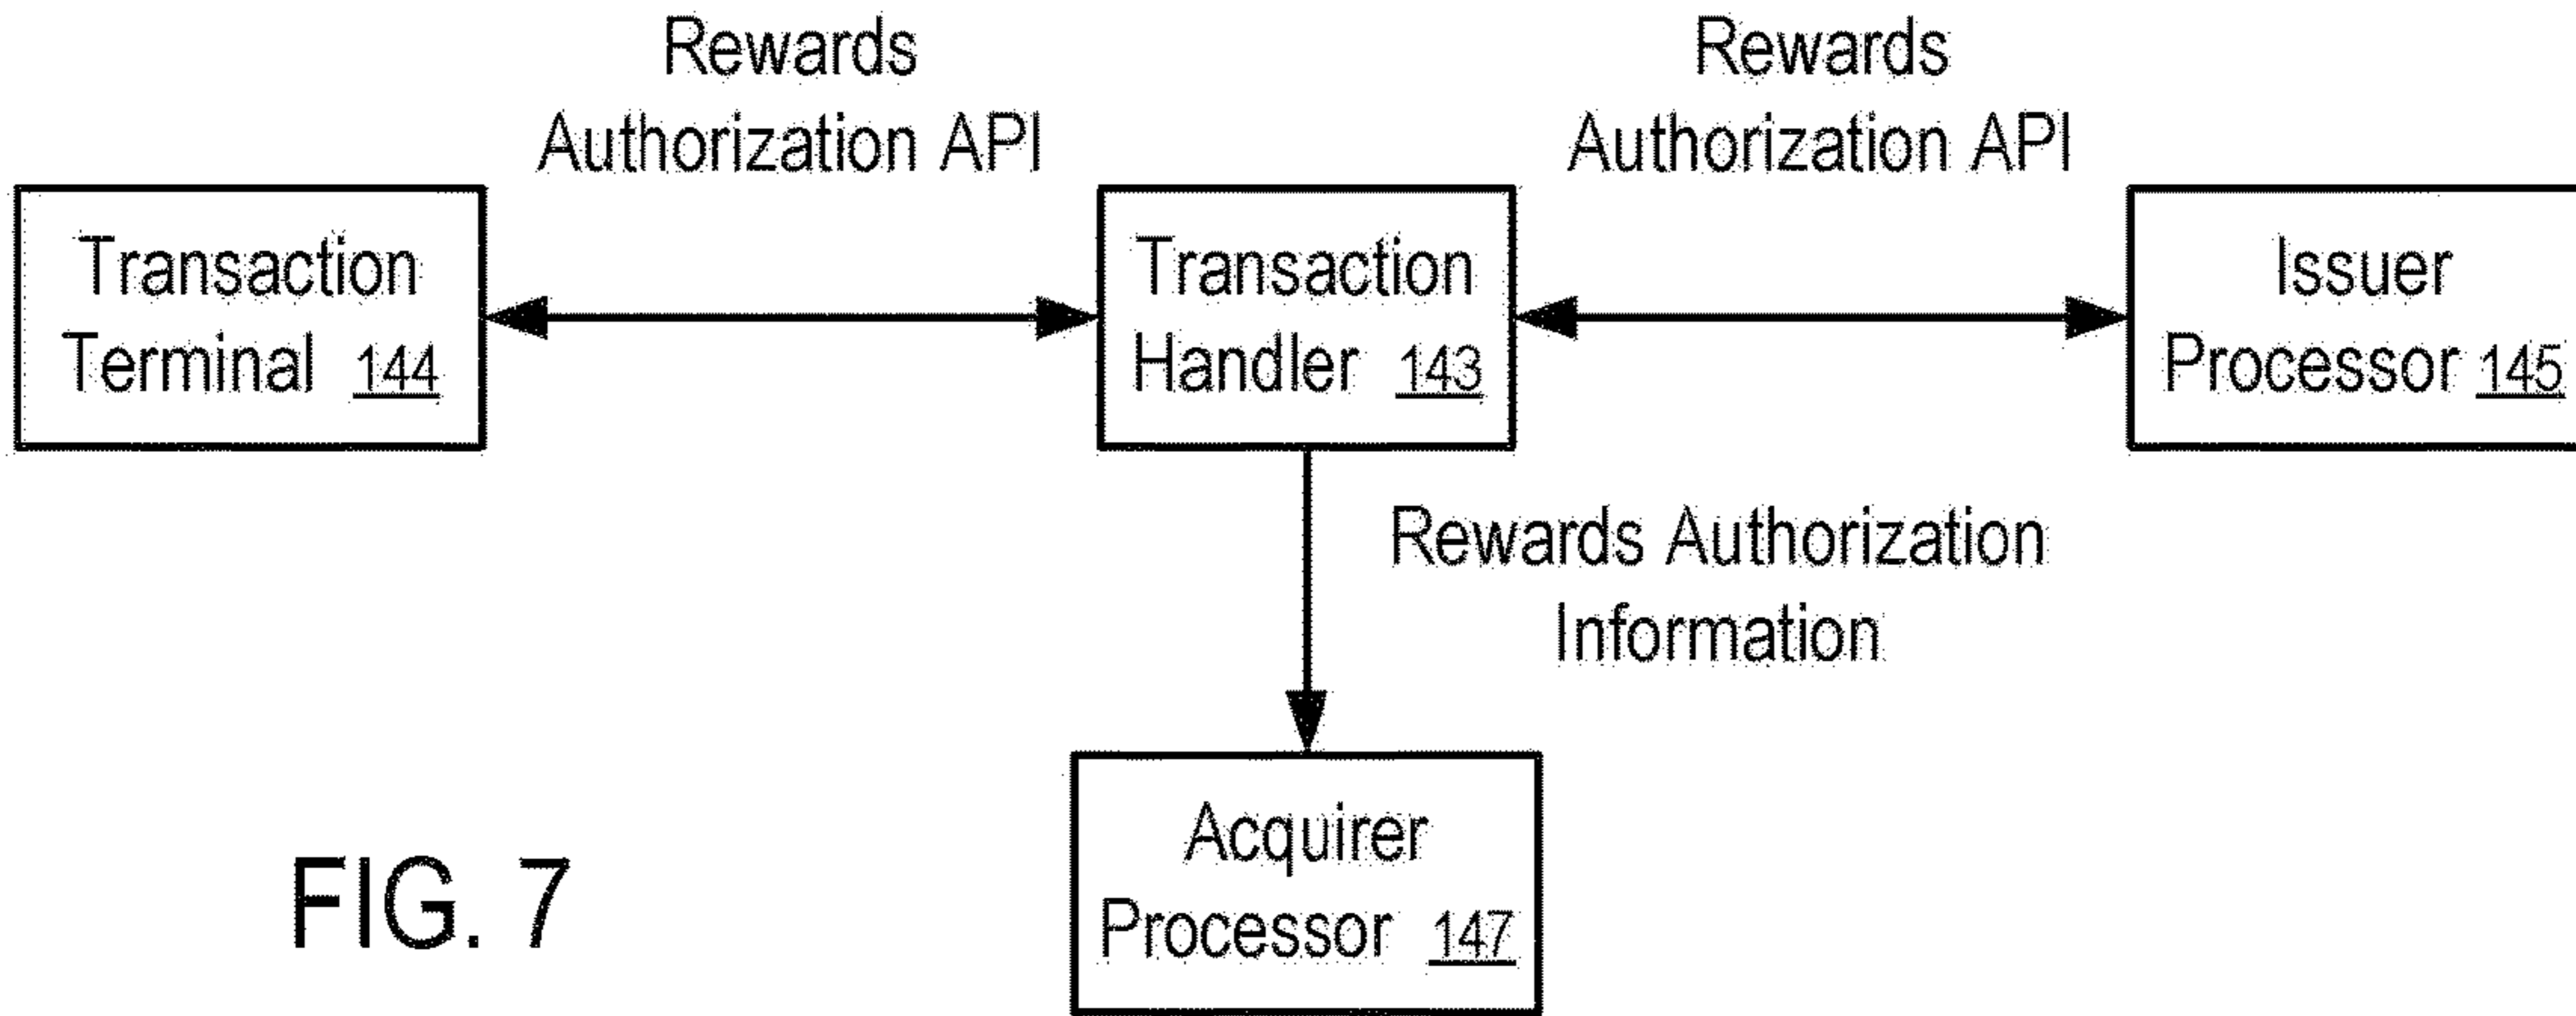 Rewards
Authorization API
Rewards
Authorization API
Transaction
Terminal 144
Transaction
Handler 143
Issuer
Processor 145
Rewards Authorization
Information
Acquirer
Processor 147
FIG. 7